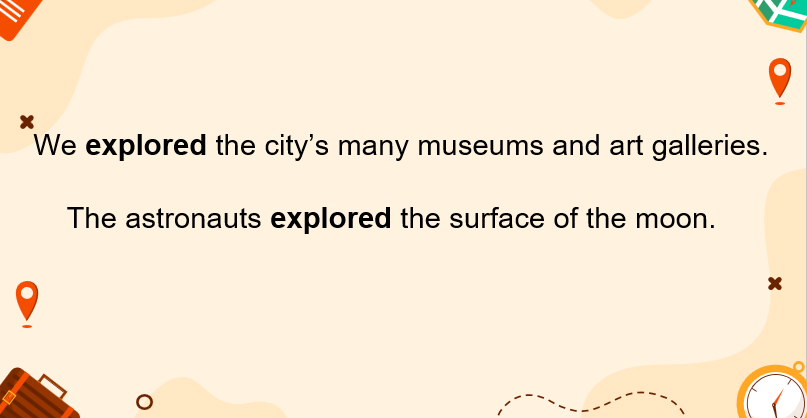 We explored the city’s many museums and art galleries.
The astronauts explored the surface of the moon.